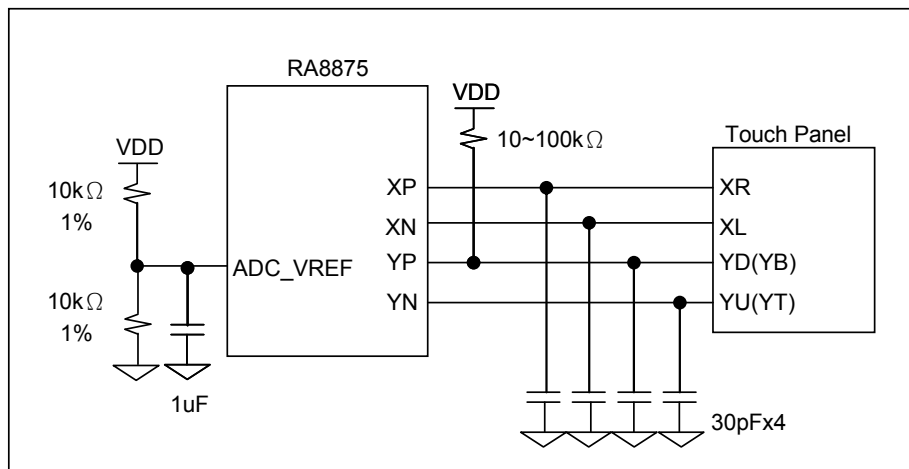 RA8875
VDD
10~100kΩ
Touch Panel
VDD
10kΩ
1%
XP
XR
XN
XL
ADC_VREF
YP
YD(YB)
10kΩ
1%
YN
YU(YT)
1uF
30pFx4